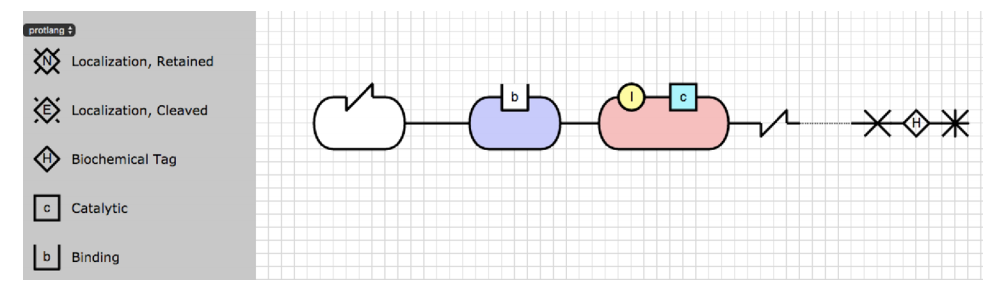 protlang
N Localization, Retained
E Localization, Cleaved
H Biochemical Tag
c Catalytic
b Binding
b
I
c
H